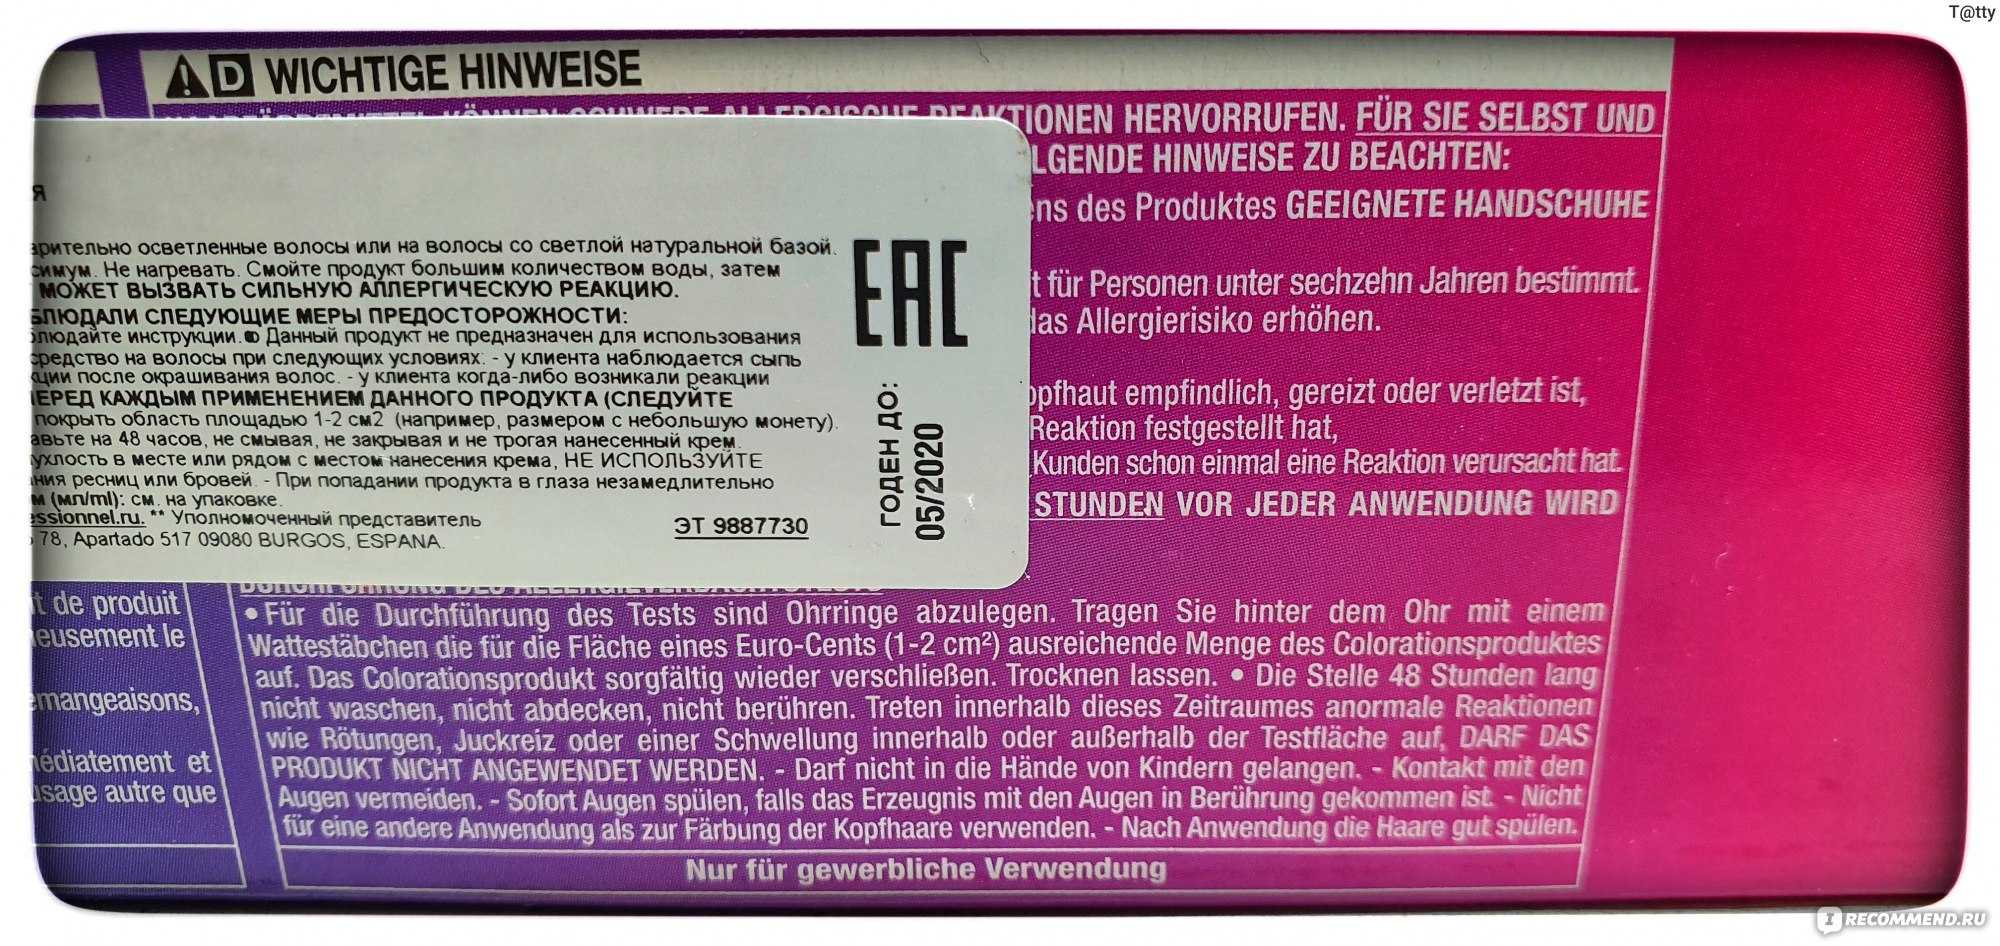 T@tty
D WICHTIGE HINWEISE
ALLERGISCHE REAKTIONEN HERVORRUFEN. FÜR SIE SELBST UND
HINWEISE ZU BEACHTEN:
des Produktes GEEIGNETE HANDSCHUHE
für Personen unter sechzehn Jahren bestimmt.
Allergierisiko erhöhen.
empfindlich, gereizt oder verletzt ist,
Reaktion festgestellt hat,
Kunden schon einmal eine Reaktion verursacht hat.
STUNDEN VOR JEDER ANWENDUNG WIRD
я
осветленные волосы или на волосы со светлой натуральной базой.
Не нагревать. Смойте продукт большим количеством воды, затем
МОЖЕТ ВЫЗВАТЬ СИЛЬНУЮ АЛЛЕРГИЧЕСКУЮ РЕАКЦИЮ.
СЛЕДУЮЩИЕ МЕРЫ ПРЕДОСТОРОЖНОСТИ:
инструкции. Данный продукт не предназначен для использования
средство на волосы при следующих условиях: - у клиента наблюдается сыпь
после окрашивания волос. - у клиента когда-либо возникали реакции
ПЕРЕД КАЖДЫМ ПРИМЕНЕНИЕМ ДАННОГО ПРОДУКТА (СЛЕДУЙТЕ
покрыть область площадью 1-2 см2 (например, размером с небольшую монету).
на 48 часов, не смывая, не закрывая и не трогая нанесенный крем.
в месте или рядом с местом нанесения крема, НЕ ИСПОЛЬЗУЙТЕ
ресниц или бровей. - При попадании продукта в глаза незамедлительно
м (мл/ml): см. на упаковке.
essionnel.ru. ** Уполномоченный представитель
78, Apartado 517 09080 BURGOS, ESPANA.
ЭТ 9887730
EAC
ГОДЕН ДО:
05/2020
t de produit
eusement le
emangeaisons,
médiatement et
usage autre que
• Für die Durchführung des Tests sind Ohrringe abzulegen. Tragen Sie hinter dem Ohr mit einem
Wattestäbchen die für die Fläche eines Euro-Cents (1-2 cm²) ausreichende Menge des Colorationsproduktes
auf. Das Colorationsprodukt sorgfältig wieder verschließen. Trocknen lassen. • Die Stelle 48 Stunden lang
nicht waschen, nicht abdecken, nicht berühren. Treten innerhalb dieses Zeitraumes anormale Reaktionen
wie Rötungen, Juckreiz oder einer Schwellung innerhalb oder außerhalb der Testfläche auf, DARF DAS
PRODUKT NICHT ANGEWENDET WERDEN. - Darf nicht in die Hände von Kindern gelangen. - Kontakt mit den
Augen vermeiden. - Sofort Augen spülen, falls das Erzeugnis mit den Augen in Berührung gekommen ist. - Nicht
für eine andere Anwendung als zur Färbung der Kopfhaare verwenden. - Nach Anwendung die Haare gut spülen.
Nur für gewerbliche Verwendung
IRECOMMEND.RU